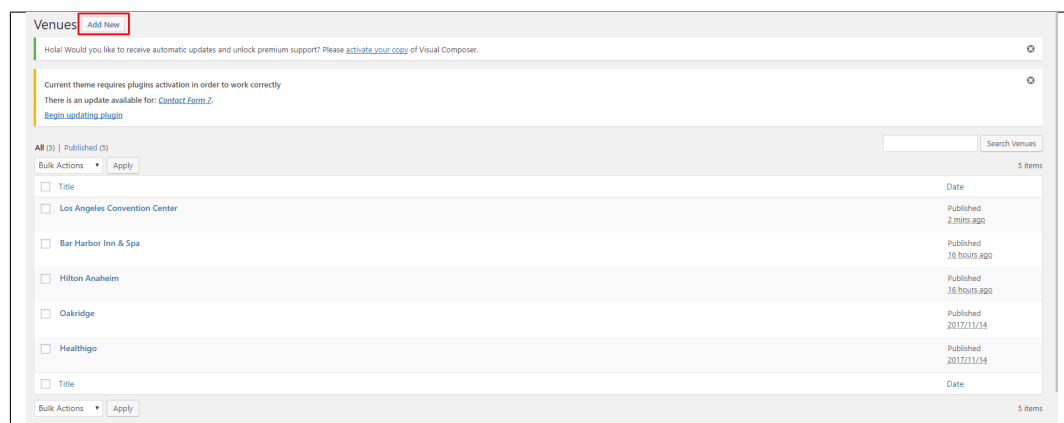 Venues Add New
Hola! Would you like to receive automatic updates and unlock premium support? Please activate your copy of Visual Composer.
Current theme requires plugins activation in order to work correctly
There is an update available for: Contact Form 7.
Begin updating plugin
All (5) | Published (5) Search Venues
Bulk Actions Apply 5 items
Title Date
Los Angeles Convention Center Published
2 mins ago
Bar Harbor Inn & Spa Published
16 hours ago
Hilton Anaheim Published
16 hours ago
Oakridge Published
2017/11/14
Healthigo Published
2017/11/14
Title Date
Bulk Actions Apply 5 items